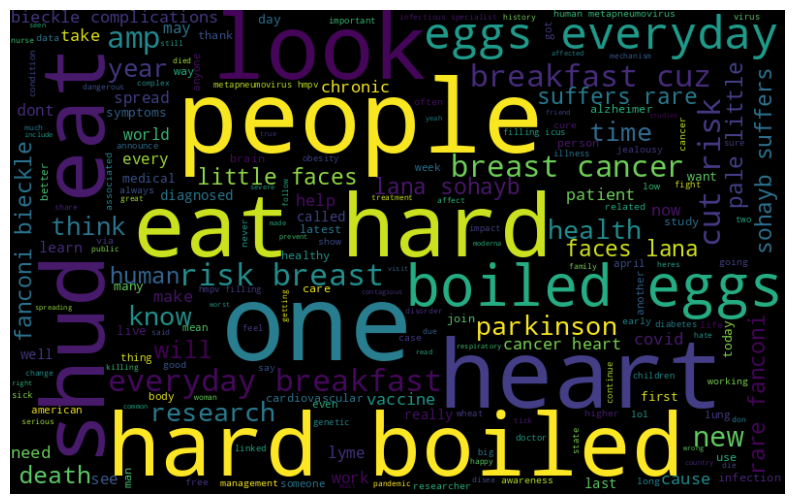 bieckle complications
seen
nurse
data
still
take
amp
may
thank
look
day
important
infectious specialist
history
got
human metapneumovirus
virus
affected
mechanism
eggs everyday
year
way
died
complex
dangerous
condition
people
anyone
metapneumovirus hmpv
chronic
often
yeah
filling icus
breakfast cuz
suffers rare
alzheimer
friend
cure
person
jealousy
cancer
sure
spread
symptoms
dont
world
every
much
include
announce
true
brain
obesity
little faces
breast cancer
time
illness
week
want
low
fight
shud eat
better
share
always
great
medical
associated
diagnosed
severe
follow
help
called
latest
affect
lana sohayb
patient
related
now
study
two
cut risk
pale little
sohayb suffers
think
learn
via
public
never
made
prevent
treatment
show
healthy
eat hard
impact
moderna
health
faces lana
april
heres
going
another
family
fanconi bieckle
human
risk breast
many
spreading
hmpv filling
worst
care
visit
contagious
boiled eggs
know
make
live
said
mean
feel
getting
disorder
one
join
parkinson
early
diabetes
life
hate
today
well
thing
killing
say
case
due
read
respiratory
cancer heart
covid
children
working
rare fanconi
change
right
sick
good
will
everyday breakfast
heart
continue
body
woman
cardiovascular
vaccine
american
serious
common
research
even
genetic
really
wheat
tick
higher
lol
first
lung
don
doctor
state
new
need
death
see
man
free
linked
management
someone
hard boiled
lyme
work
pandemic
researcher
disea
big
happy
awareness
last
long
cause
use
wrong
country
die
infection